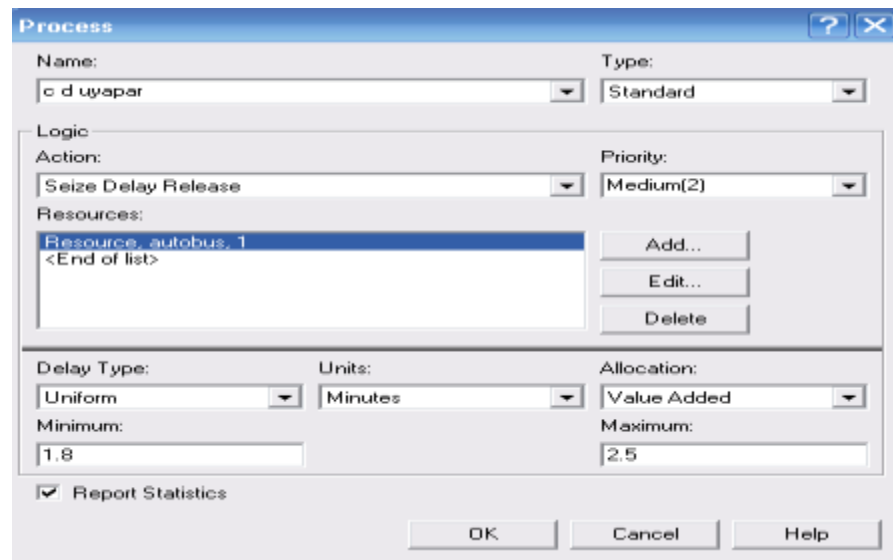 Process
Name: Type:
c d uyapar Standard
Logic
Action: Priority:
Seize Delay Release Medium(2)
Resources:
Resource, autobus, 1
<End of list>
Add...
Edit...
Delete
Delay Type: Units: Allocation:
Uniform Minutes Value Added
Minimum: Maximum:
1.8 2.5
Report Statistics
OK Cancel Help